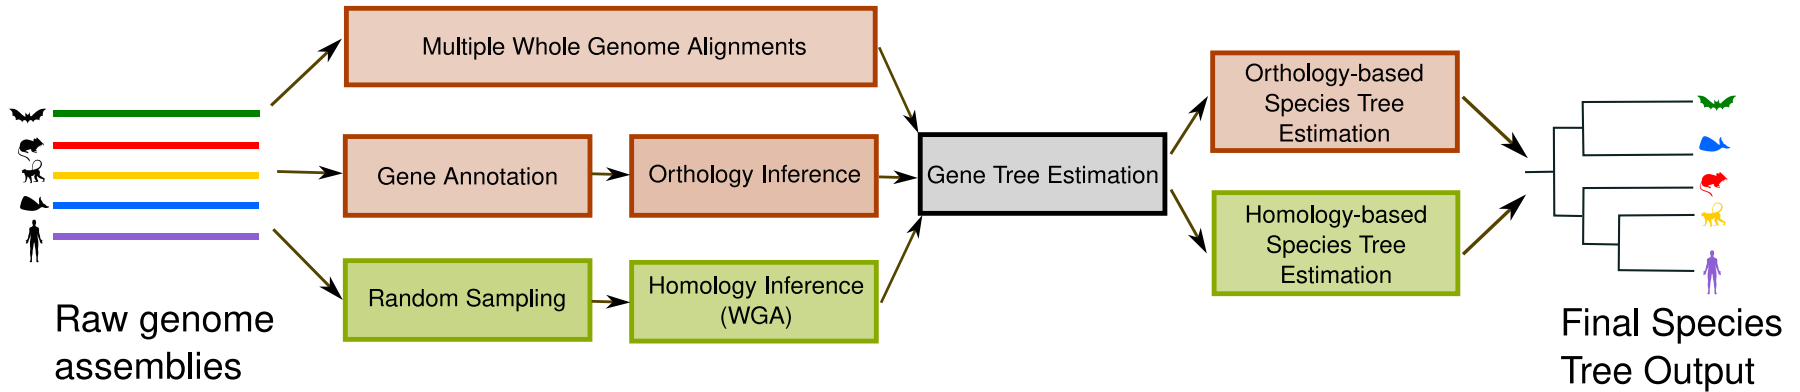 Multiple Whole Genome Alignments
Gene Annotation
Orthology Inference
Random Sampling
Homology Inference
(WGA)
Gene Tree Estimation
Orthology-based
Species Tree
Estimation
Homology-based
Species Tree
Estimation
Raw genome
assemblies
Final Species
Tree Output